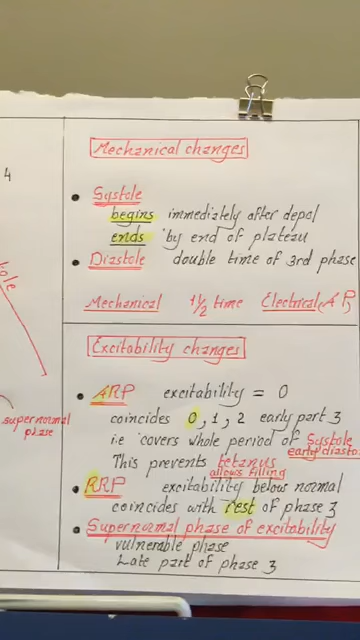 4
Mechanical changes
• Systole
begins immediately after depol
ends by end of plateau
• Diastole double time of 3rd phase
Mechanical 1½ time Electrical (AP)
Excitability changes
supernormal
phase
• ARP excitability = 0
coincides 0, 1, 2 early part 3
i.e covers whole period of Systole
early diasto
This prevents tetanus
allows filling
• RRP excitability below normal
coincides with rest of phase 3
• Supernormal phase of excitability
vulnerable phase
Late part of phase 3